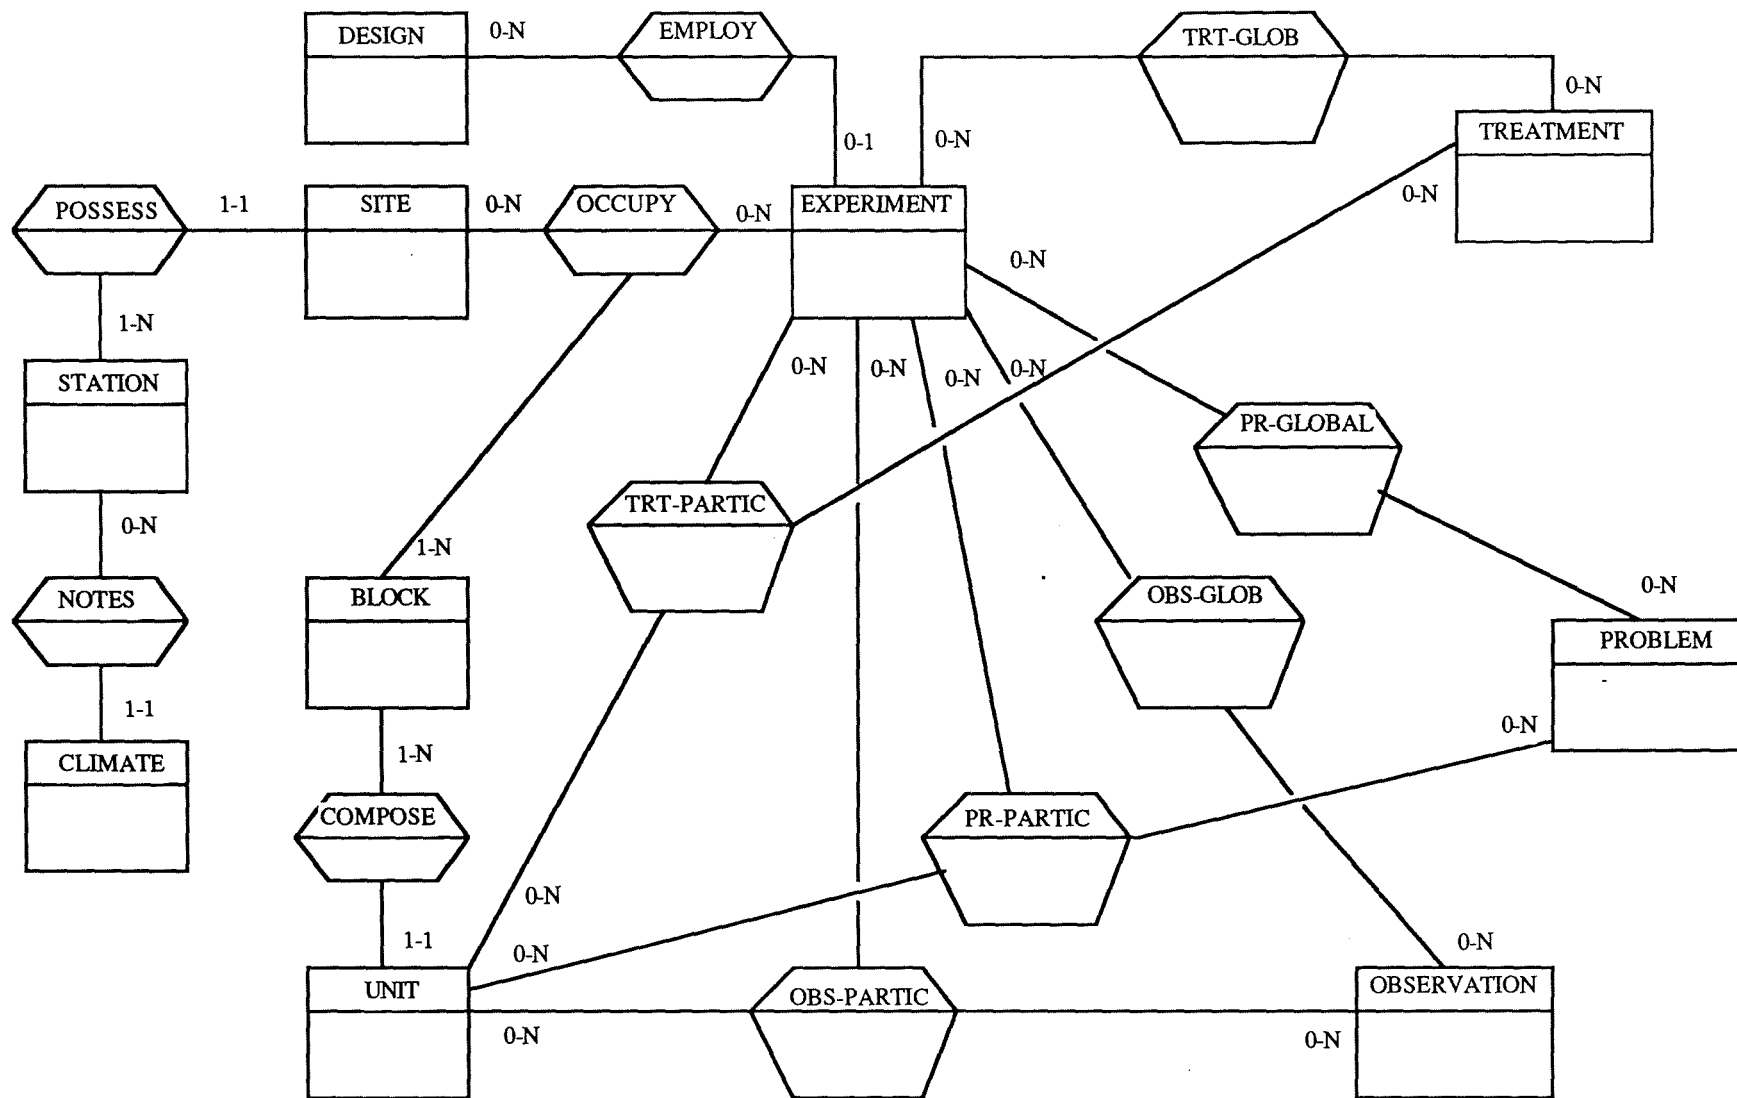 DESIGN
0-N
EMPLOY
TRT-GLOB
0-N
0-1
0-N
TREATMENT
0-N
POSSESS
1-1
SITE
0-N
OCCUPY
0-N
EXPERIMENT
0-N
1-N
STATION
0-N
0-N
0-N
0-N
PR-GLOBAL
TRT-PARTIC
0-N
1-N
NOTES
BLOCK
OBS-GLOB
0-N
PROBLEM
1-1
0-N
1-N
CLIMATE
COMPOSE
PR-PARTIC
0-N
1-1
0-N
0-N
UNIT
OBS-PARTIC
OBSERVATION
0-N
0-N